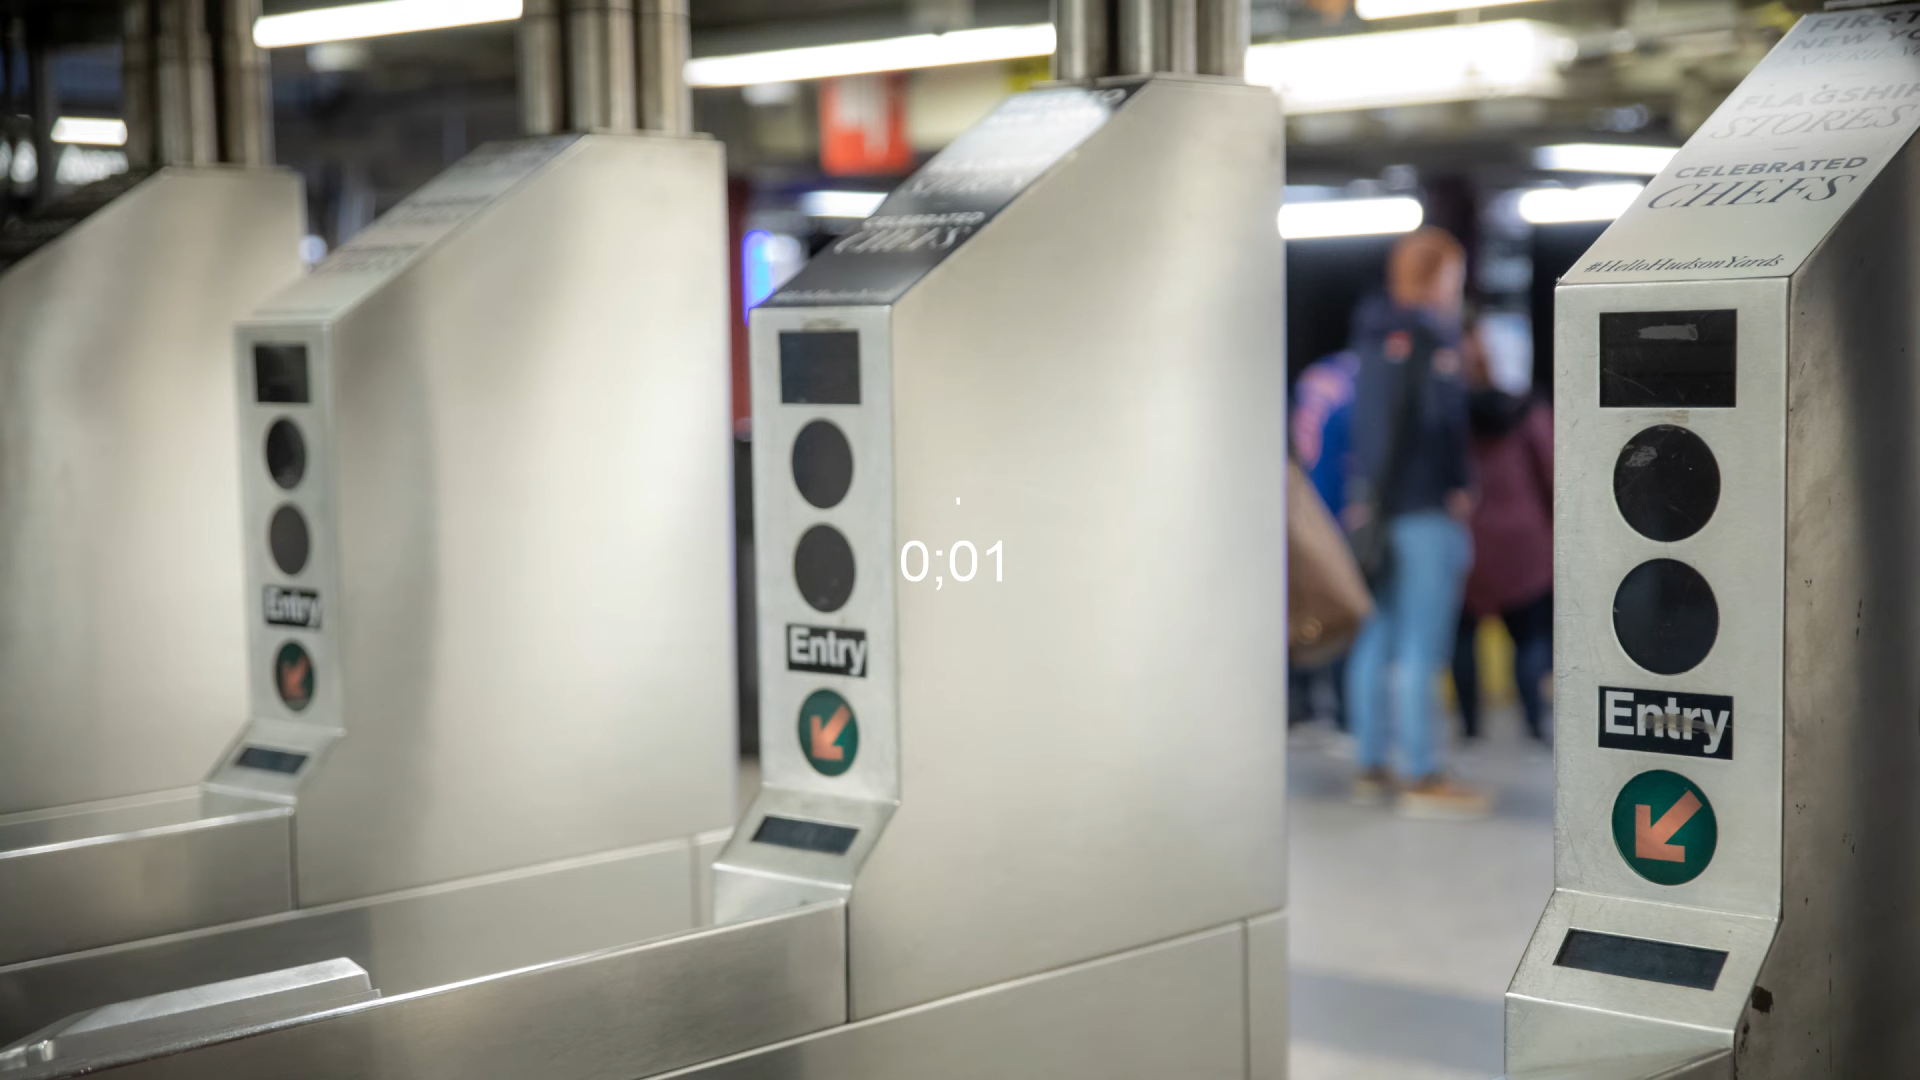 FIRST
NEW YO
FLAGSHIP
STORES
CELEBRATED
CHEFS
#HelloHudsonYards
Entry
CELEBRATED
CHEFS
Entry
Entry
'
0;01